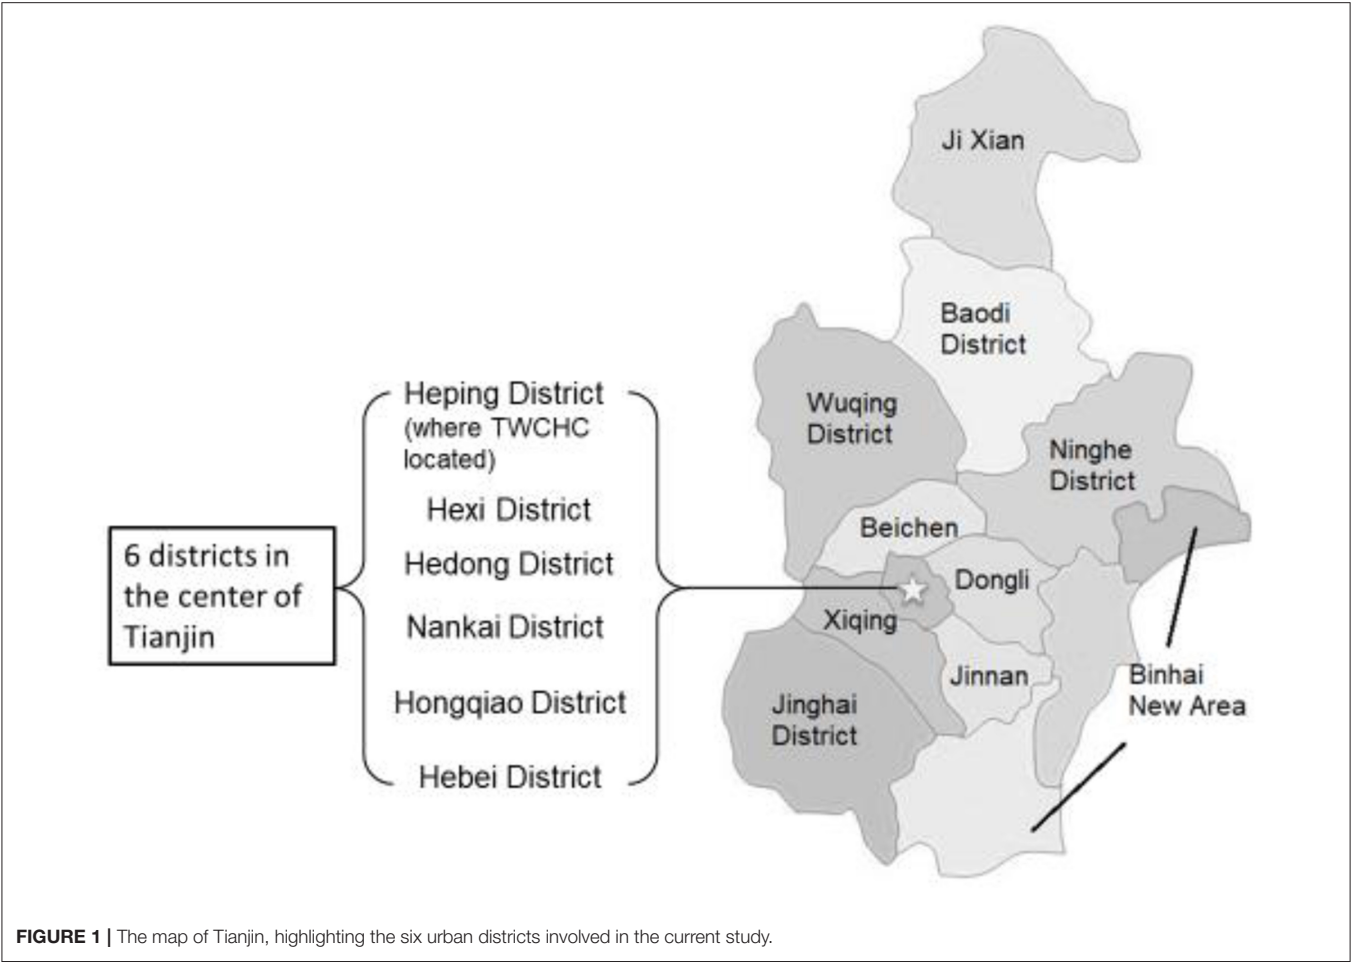 Ji Xian
Baodi
District
Wuqing
District
Ninghe
District
Beichen
Dongli
Xiqing
Jinnan
Jinghai
District
Binhai
New Area
Heping District
(where TWCHC
located)
Hexi District
Hedong District
Nankai District
Hongqiao District
Hebei District
6 districts in
the center of
Tianjin
FIGURE 1 | The map of Tianjin, highlighting the six urban districts involved in the current study.